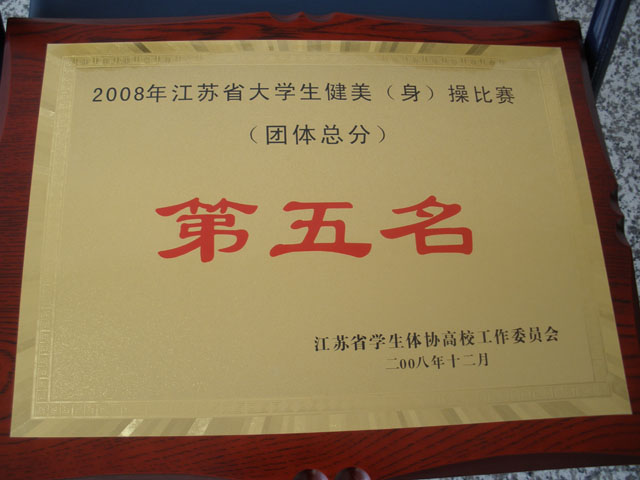 2008年江苏省大学生健美（身）操比赛
（团体总分）
第五名
江苏省学生体协高校工作委员会
二00八年十二月